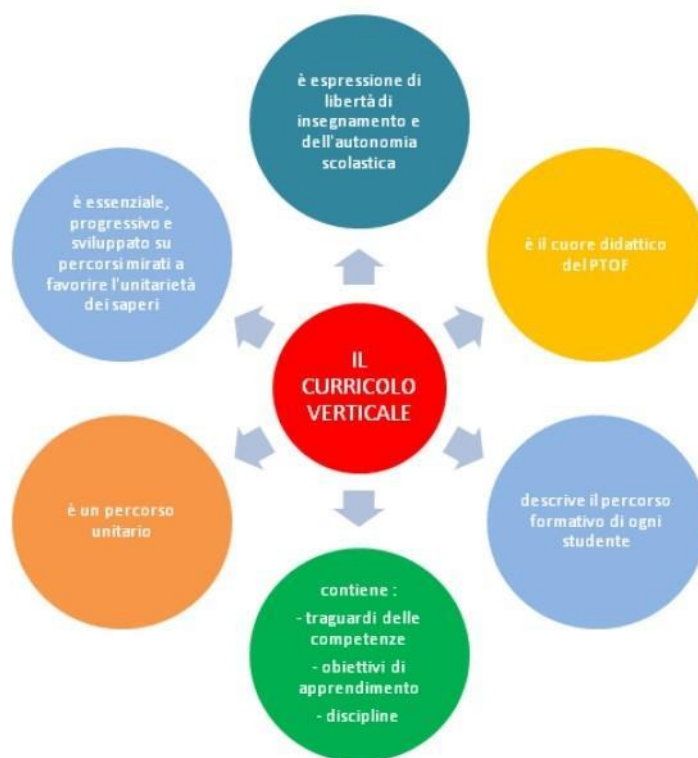 è espressione di
libertà di
insegnamento e
dell'autonomia
scolastica
è essenziale,
progressivo e
sviluppato su
percorsi mirati a
favorire l'unitarietà
dei saperi
è il cuore didattico
del PTOF
IL
CURRICOLO
VERTICALE
è un percorso
unitario
descrive il percorso
formativo di ogni
studente
contiene :
- traguardi delle
competenze
- obiettivi di
apprendimento
- discipline